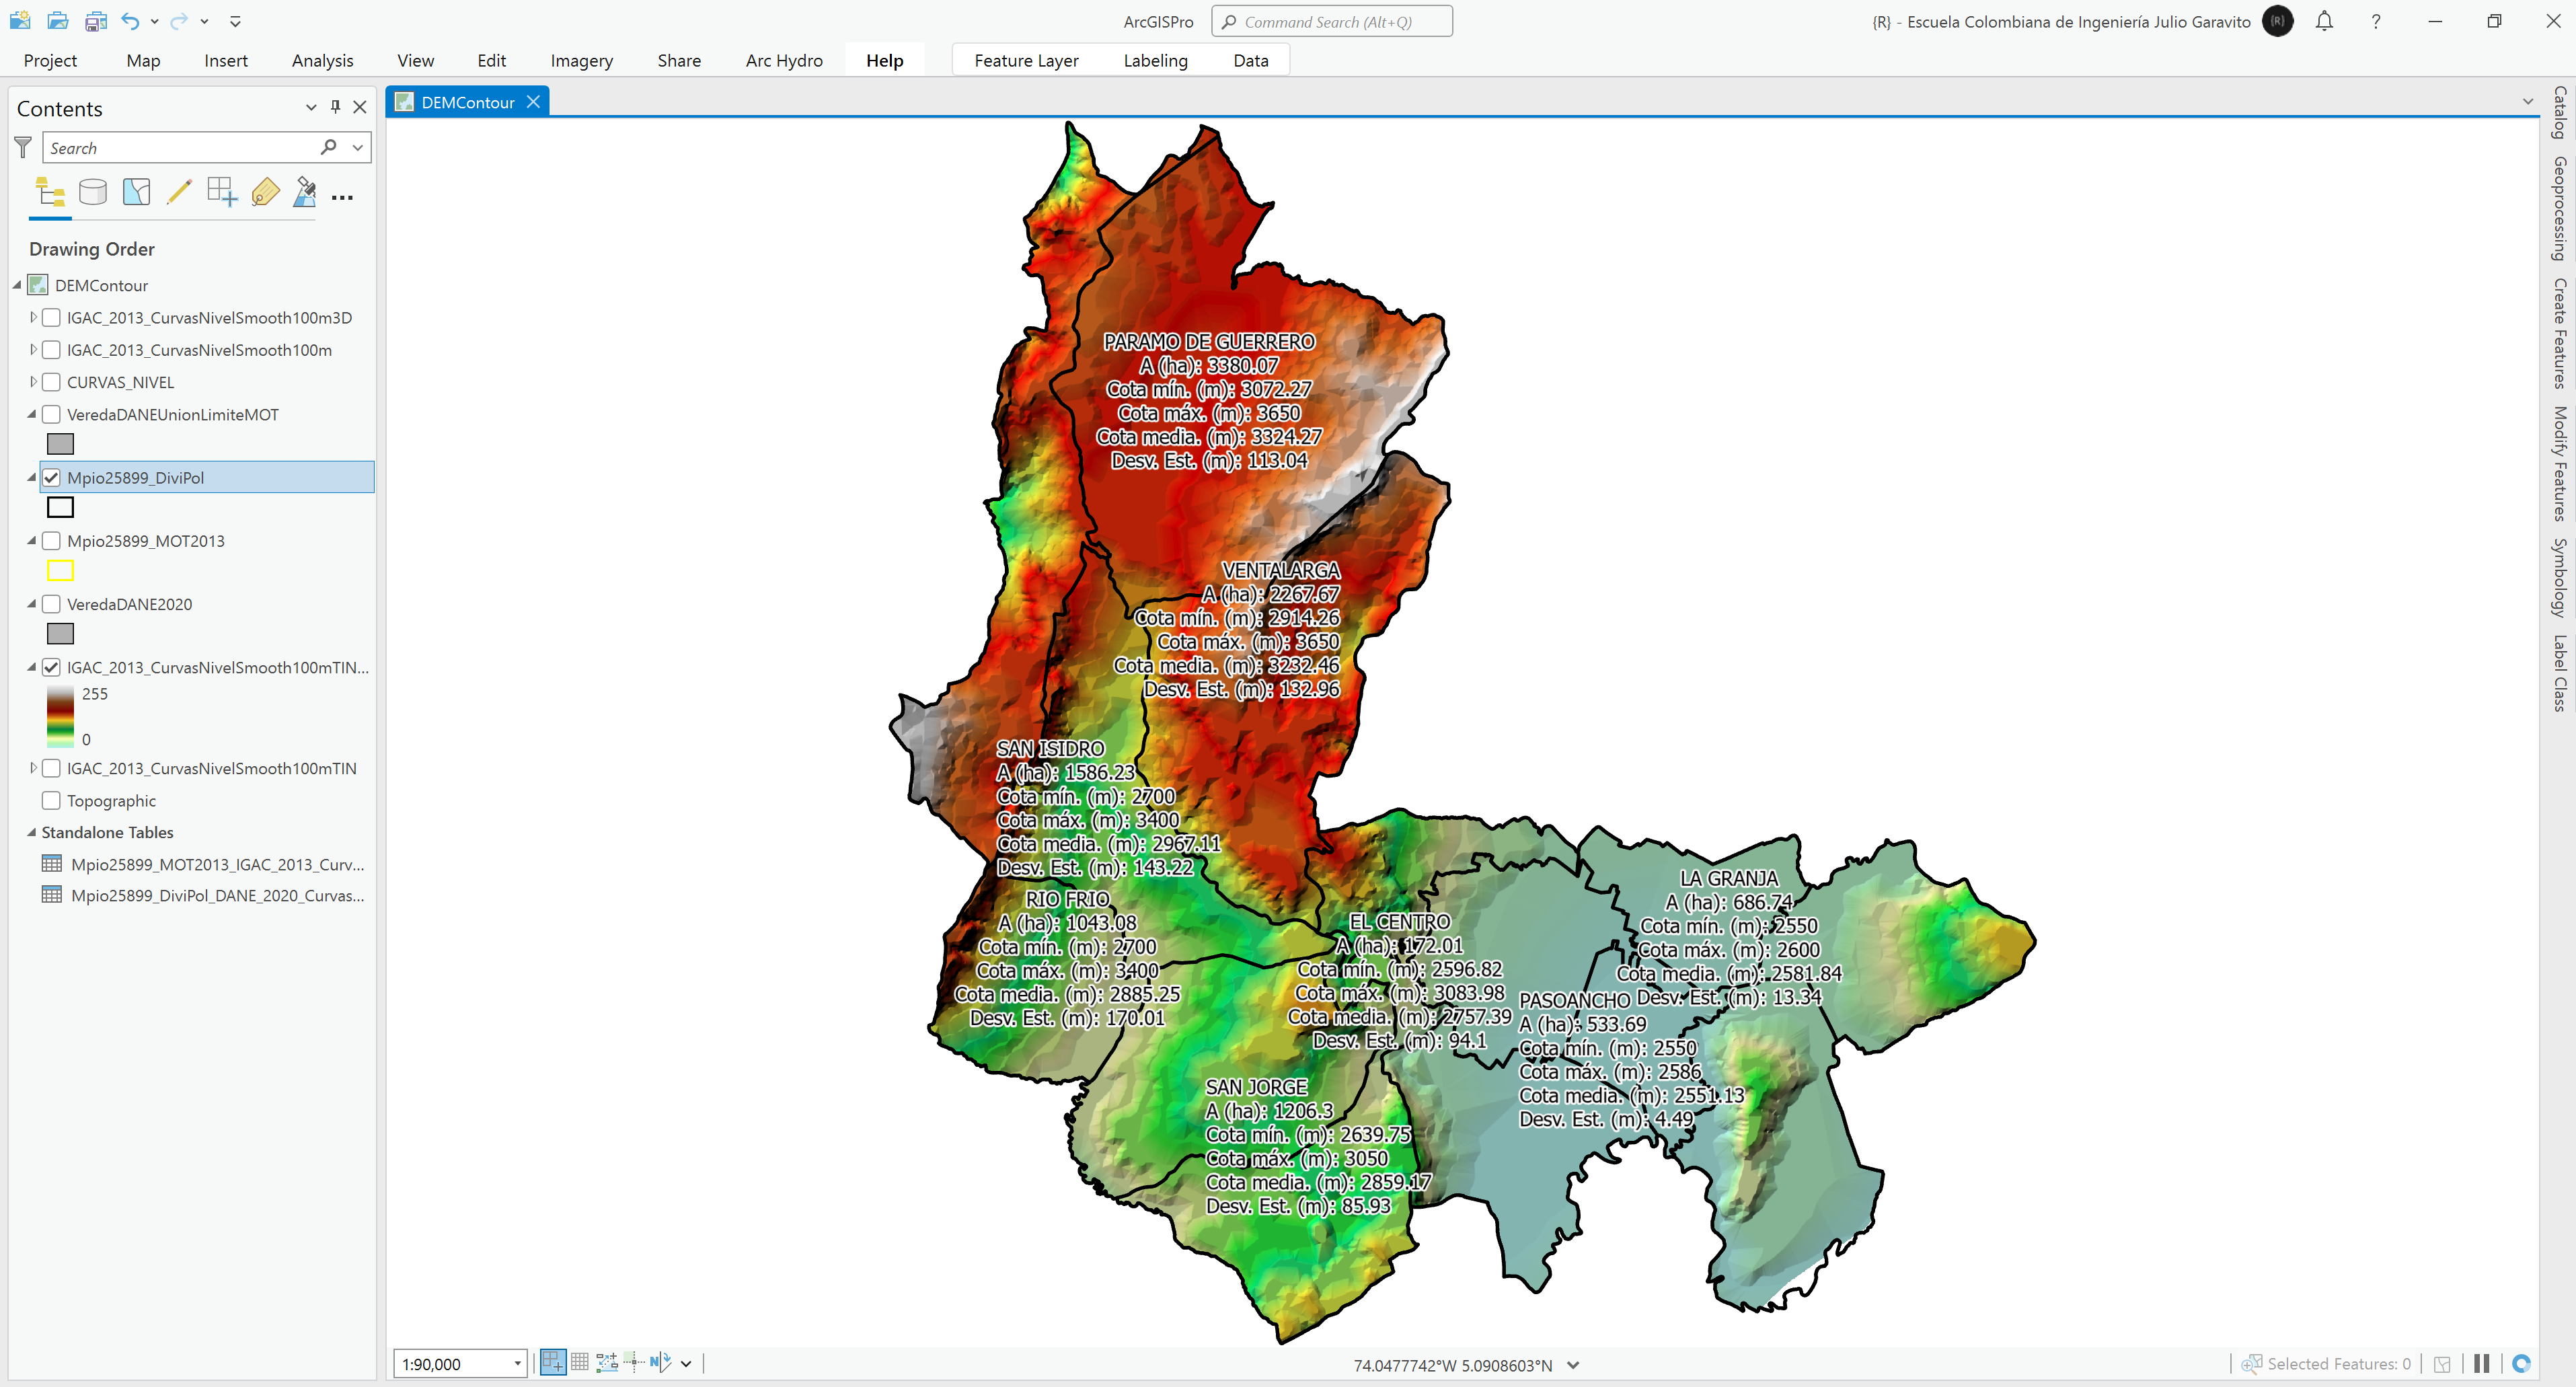 ArcGISPro
Command Search (Alt+Q)
{R} - Escuela Colombiana de Ingeniería Julio Garavito
{R}
Project
Map
Insert
Analysis
View
Edit
Imagery
Share
Arc Hydro
Help
Feature Layer
Labeling
Data
Contents
Search
Drawing Order
DEMContour
IGAC_2013_CurvasNivelSmooth100m3D
IGAC_2013_CurvasNivelSmooth100m
CURVAS_NIVEL
VeredaDANEUnionLimiteMOT
Mpio25899_DiviPol
Mpio25899_MOT2013
VeredaDANE2020
IGAC_2013_CurvasNivelSmooth100mTIN...
255
0
IGAC_2013_CurvasNivelSmooth100mTIN
Topographic
Standalone Tables
Mpio25899_MOT2013_IGAC_2013_Curv...
Mpio25899_DiviPol_DANE_2020_Curvas...
DEMContour
PARAMO DE GUERRERO
A (ha): 3380.07
Cota mín. (m): 3072.27
Cota máx. (m): 3650
Cota media. (m): 3324.27
Desv. Est. (m): 113.04
VENTALARGA
A (ha): 2267.67
Cota mín. (m): 2914.26
Cota máx. (m): 3650
Cota media. (m): 3232.46
Desv. Est. (m): 132.96
SAN ISIDRO
A (ha): 1586.23
Cota mín. (m): 2700
Cota máx. (m): 3400
Cota media. (m): 2967.11
Desv. Est. (m): 143.22
RIO FRIO
A (ha): 1043.08
Cota mín. (m): 2700
Cota máx. (m): 3400
Cota media. (m): 2885.25
Desv. Est. (m): 170.01
EL CENTRO
A (ha): 172.01
Cota mín. (m): 2596.82
Cota máx. (m): 3083.98
Cota media. (m): 2757.39
Desv. Est. (m): 94.1
LA GRANJA
A (ha): 686.74
Cota mín. (m): 2550
Cota máx. (m): 2600
Cota media. (m): 2581.84
Desv. Est. (m): 13.34
PASOANCHO
A (ha): 533.69
Cota mín. (m): 2550
Cota máx. (m): 2586
Cota media. (m): 2551.13
Desv. Est. (m): 4.49
SAN JORGE
A (ha): 1206.3
Cota mín. (m): 2639.75
Cota máx. (m): 3050
Cota media. (m): 2859.17
Desv. Est. (m): 85.93
Catalog
Geoprocessing
Create Features
Modify Features
Symbology
Label Class
1:90,000
74.0477742°W 5.0908603°N
Selected Features: 0